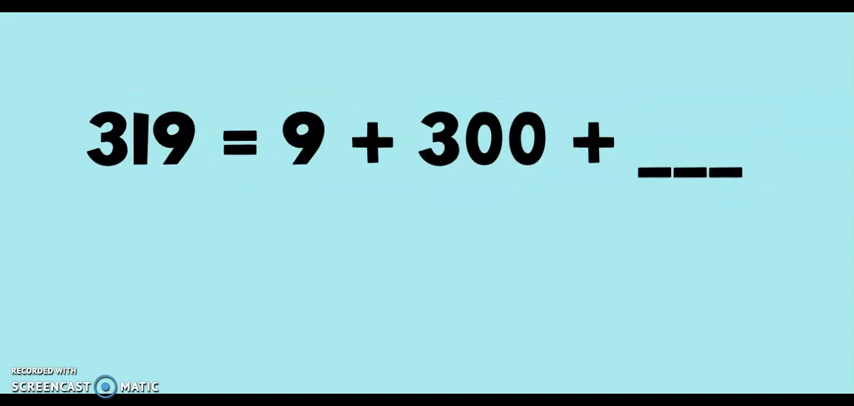 319 = 9 + 300 + ___
RECORDED WITH
SCREENCAST MATIC